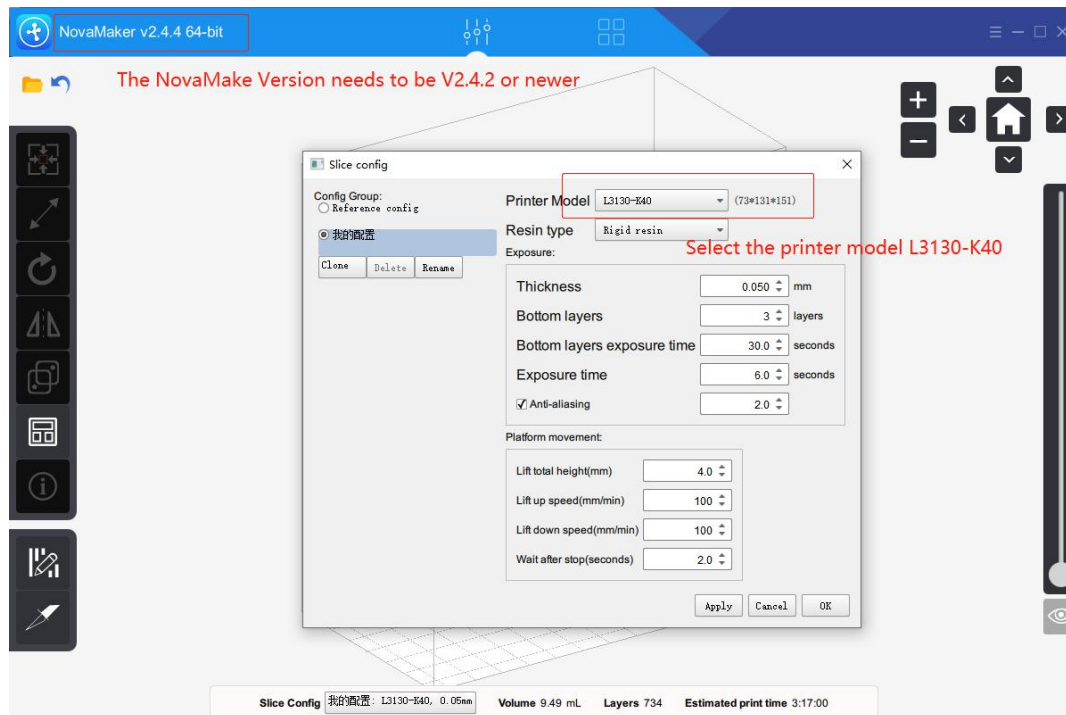 NovaMaker v2.4.4 64-bit
The NovaMake Version needs to be V2.4.2 or newer
Slice config
Config Group:
Reference config
我的配置
Clone Delete Rename
Printer Model L3130-K40 (73*131*151)
Resin type Rigid resin
Select the printer model L3130-K40
Exposure:
Thickness 0.050 mm
Bottom layers 3 layers
Bottom layers exposure time 30.0 seconds
Exposure time 6.0 seconds
Anti-aliasing 2.0
Platform movement:
Lift total height(mm) 4.0
Lift up speed(mm/min) 100
Lift down speed(mm/min) 100
Wait after stop(seconds) 2.0
Apply Cancel OK
Slice Config 我的配置: L3130-K40, 0.05mm Volume 9.49 mL Layers 734 Estimated print time 3:17:00